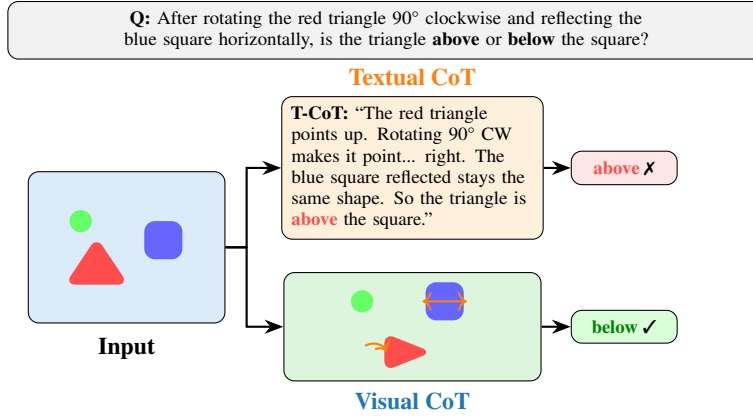 Q: After rotating the red triangle 90° clockwise and reflecting the
blue square horizontally, is the triangle above or below the square?
Textual CoT
T-CoT: “The red triangle
points up. Rotating 90° CW
makes it point... right. The
blue square reflected stays the
same shape. So the triangle is
above the square.”
above ✗
Input
below ✓
Visual CoT